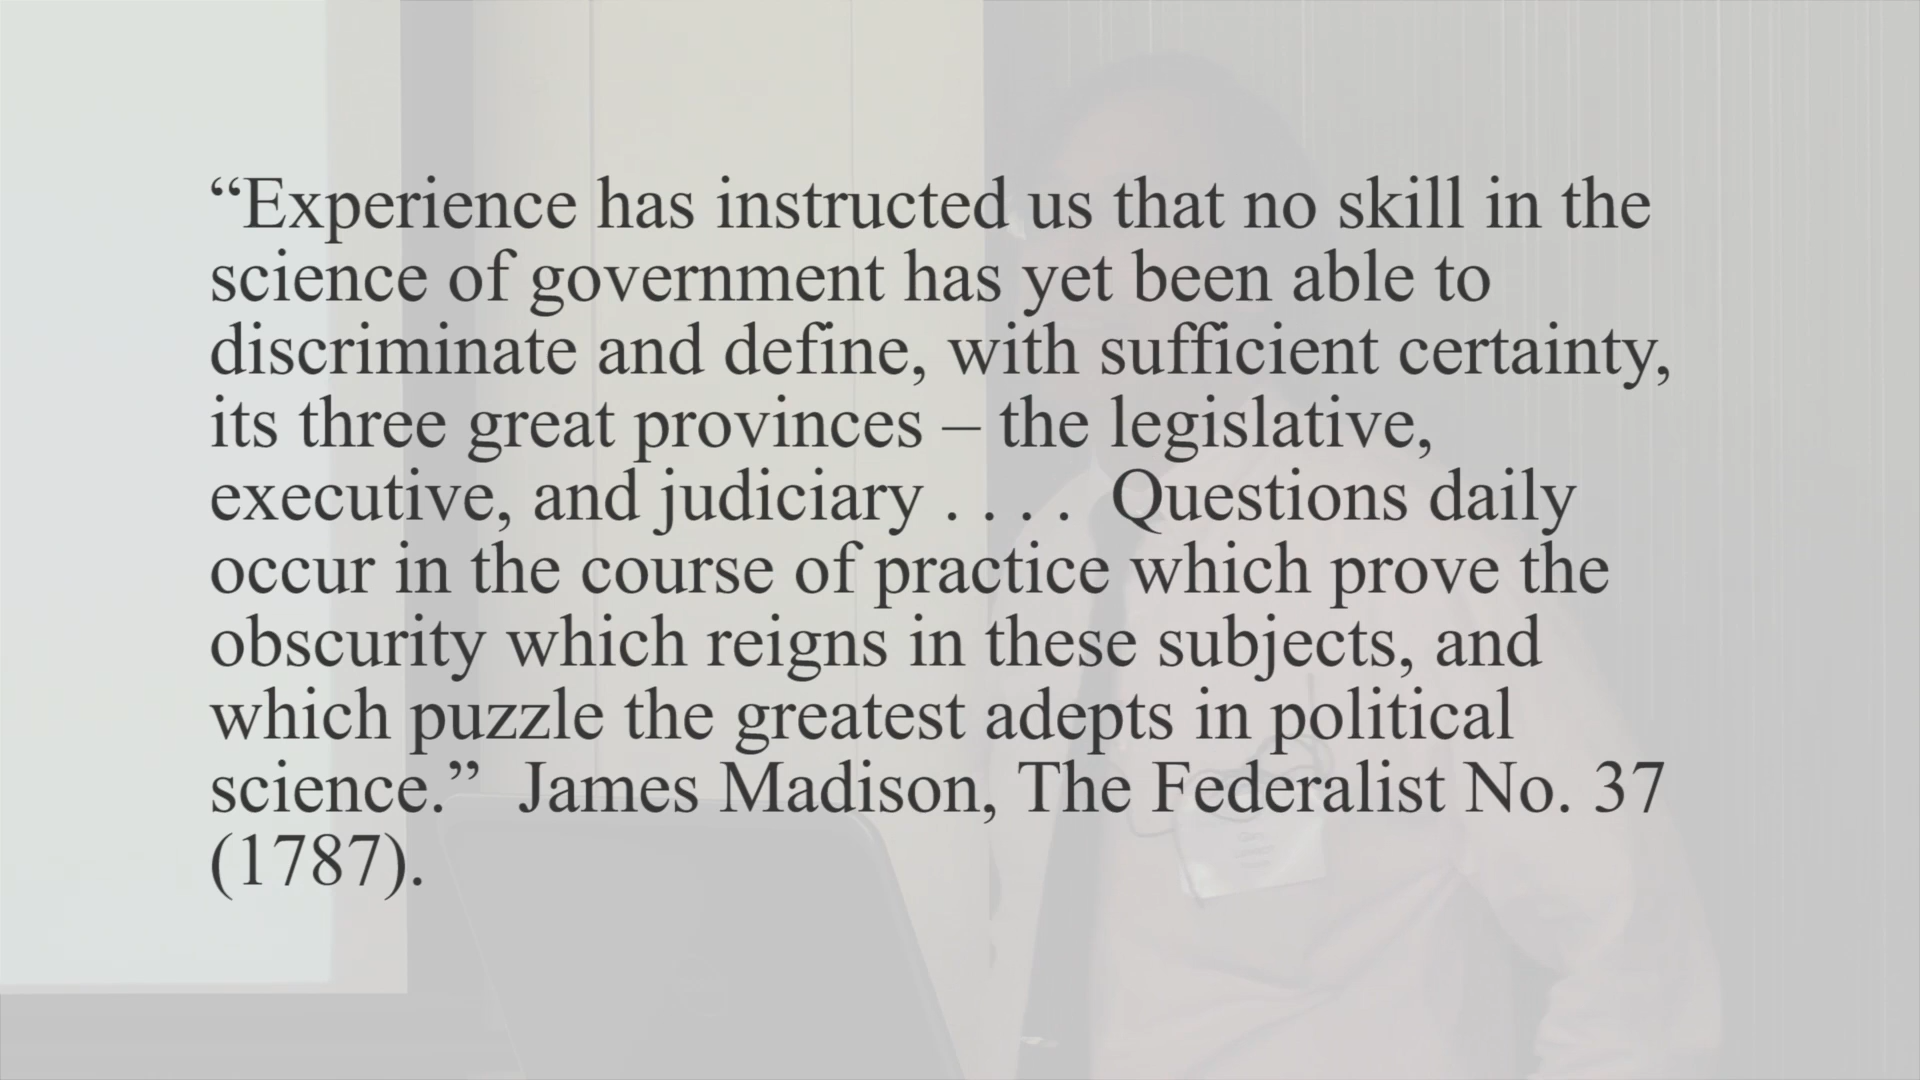 “Experience has instructed us that no skill in the
science of government has yet been able to
discriminate and define, with sufficient certainty,
its three great provinces – the legislative,
executive, and judiciary . . . .  Questions daily
occur in the course of practice which prove the
obscurity which reigns in these subjects, and
which puzzle the greatest adepts in political
science.”  James Madison, The Federalist No. 37
(1787).